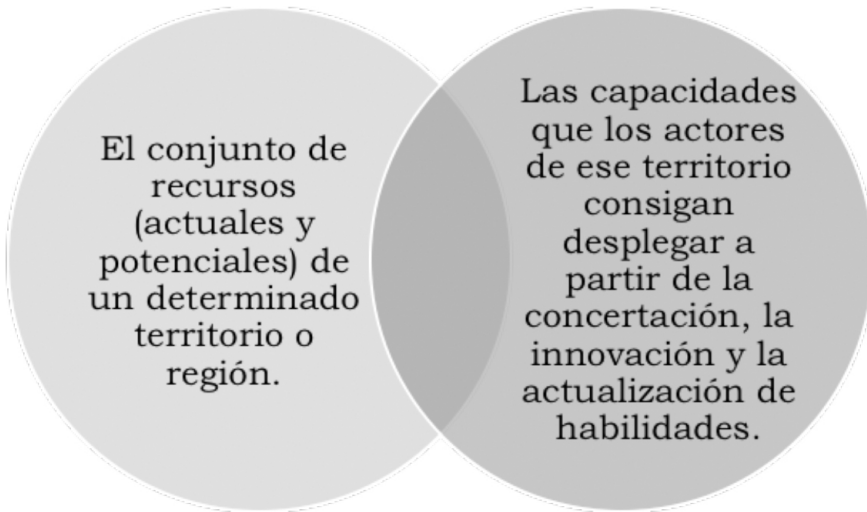 El conjunto de
recursos
(actuales y
potenciales) de
un determinado
territorio o
región.
Las capacidades
que los actores
de ese territorio
consigan
desplegar a
partir de la
concertación, la
innovación y la
actualización de
habilidades.